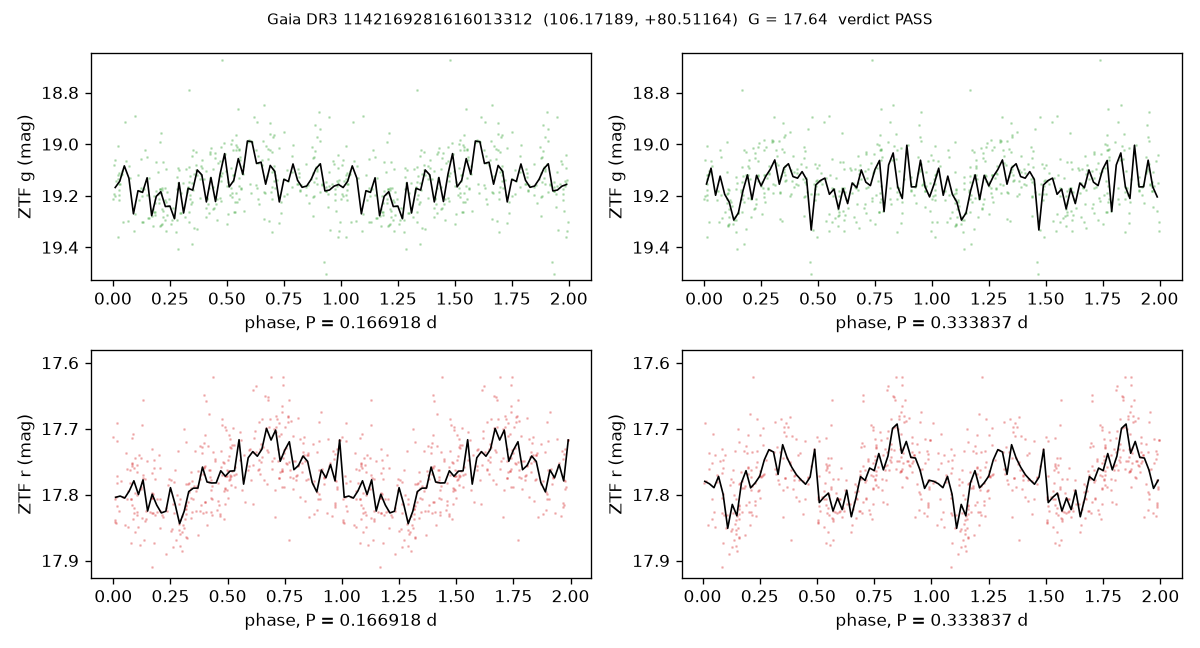 Gaia DR3 1142169281616013312 (106.17189, +80.51164) G = 17.64 verdict PASS
ZTF g (mag)
18.8
19.0
19.2
19.4
0.00 0.25 0.50 0.75 1.00 1.25 1.50 1.75 2.00
phase, P = 0.166918 d
ZTF g (mag)
18.8
19.0
19.2
19.4
0.00 0.25 0.50 0.75 1.00 1.25 1.50 1.75 2.00
phase, P = 0.333837 d
ZTF r (mag)
17.6
17.7
17.8
17.9
0.00 0.25 0.50 0.75 1.00 1.25 1.50 1.75 2.00
phase, P = 0.166918 d
ZTF r (mag)
17.6
17.7
17.8
17.9
0.00 0.25 0.50 0.75 1.00 1.25 1.50 1.75 2.00
phase, P = 0.333837 d